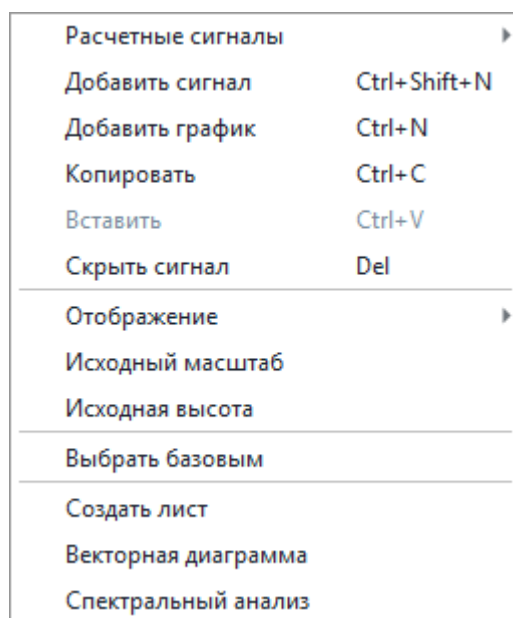 Расчетные сигналы
Добавить сигнал Ctrl+Shift+N
Добавить график Ctrl+N
Копировать Ctrl+C
Вставить Ctrl+V
Скрыть сигнал Del
Отображение
Исходный масштаб
Исходная высота
Выбрать базовым
Создать лист
Векторная диаграмма
Спектральный анализ